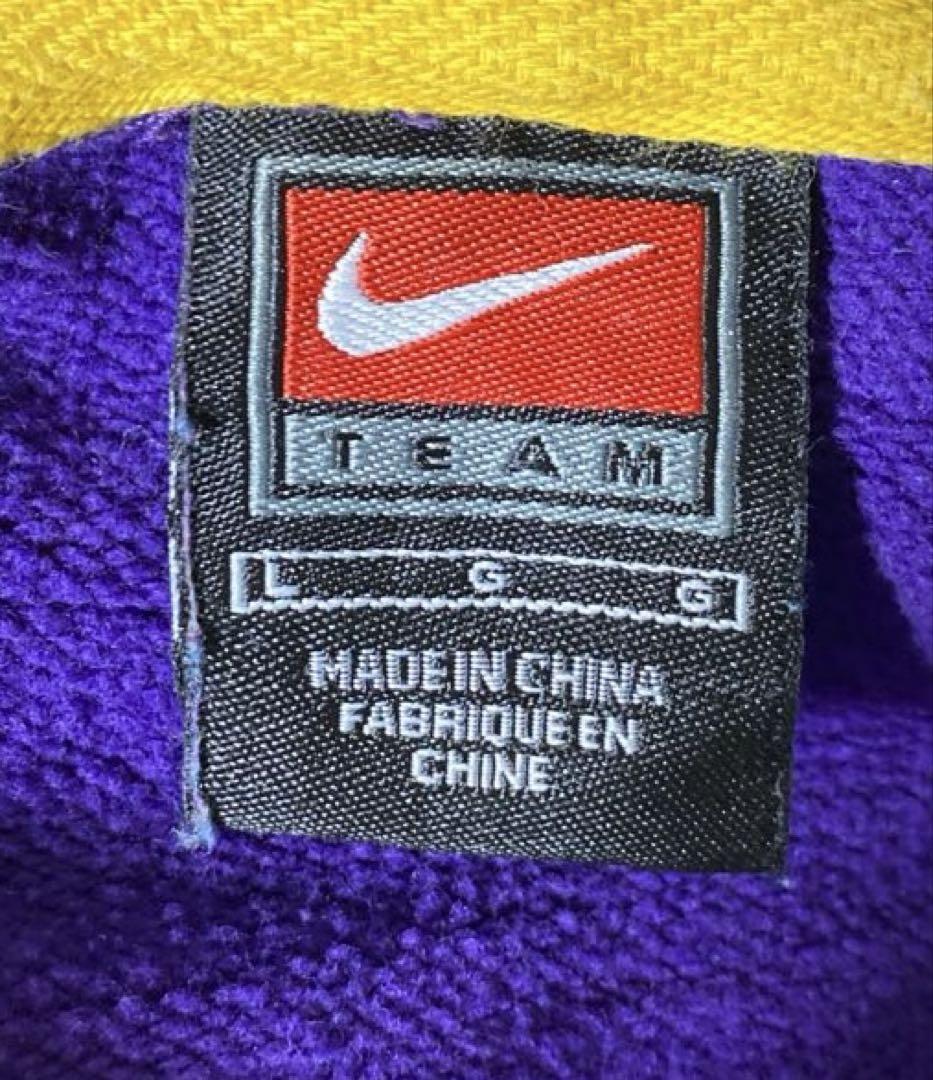 TEAM
L G G
MADE IN CHINA
FABRIQUE EN
CHINE